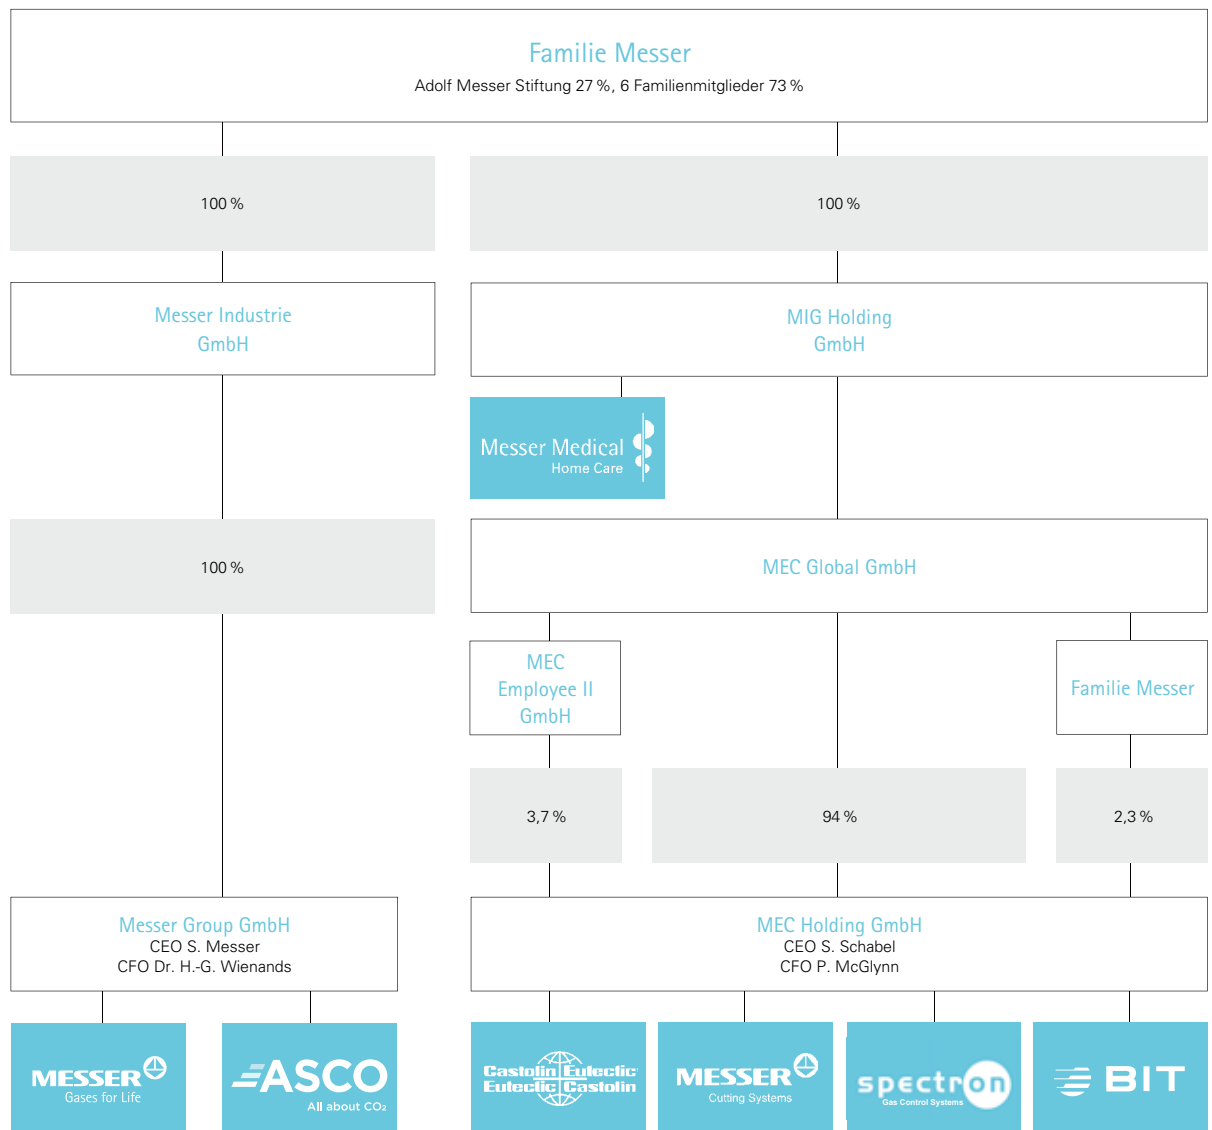 Familie Messer
Adolf Messer Stiftung 27 %, 6 Familienmitglieder 73 %
100 %
100 %
Messer Industrie
GmbH
MIG Holding
GmbH
Messer Medical
Home Care
100 %
MEC Global GmbH
MEC
Employee II
GmbH
Familie Messer
3,7 %
94 %
2,3 %
Messer Group GmbH
CEO S. Messer
CFO Dr. H.-G. Wienands
MEC Holding GmbH
CEO S. Schabel
CFO P. McGlynn
MESSER
Gases for Life
ASCO
All about CO₂
Castolin Eutectic
Eutectic Castolin
MESSER
Cutting Systems
spectron
Gas Control Systems
BIT